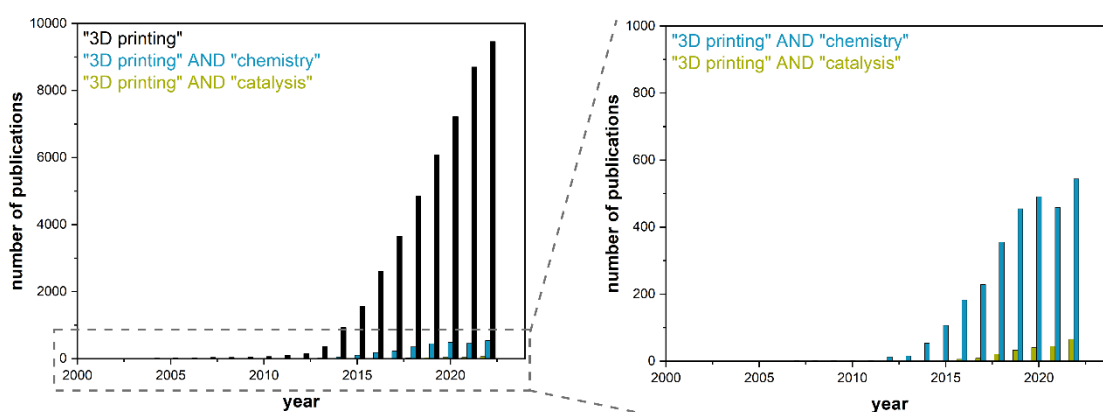 10000
8000
6000
4000
2000
0
number of publications
"3D printing"
"3D printing" AND "chemistry"
"3D printing" AND "catalysis"
2000 2005 2010 2015 2020
year
1000
800
600
400
200
0
number of publications
"3D printing" AND "chemistry"
"3D printing" AND "catalysis"
2000 2005 2010 2015 2020
year